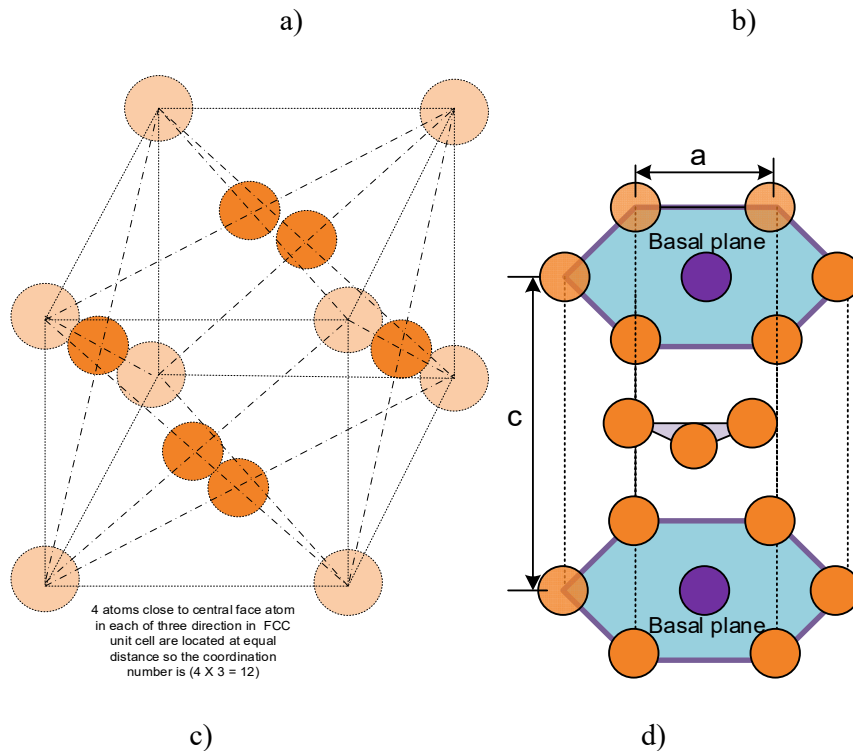 a)
b)
a
Basal plane
c
Basal plane
4 atoms close to central face atom
in each of three direction in FCC
unit cell are located at equal
distance so the coordination
number is (4 X 3 = 12)
c)
d)